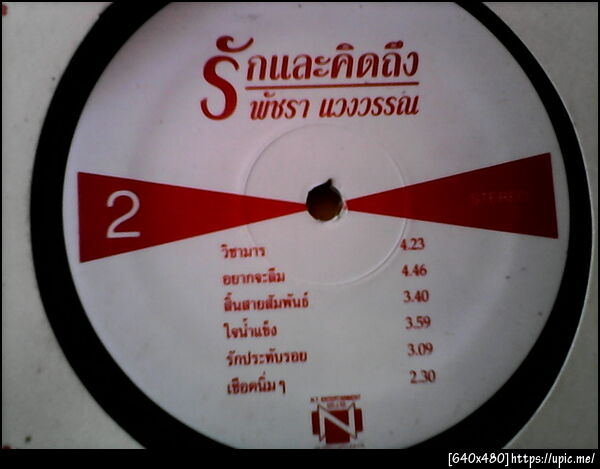 รักและคิดถึง
พัชรา แวงวรรณ
2
STEREO
วิชามาร 4.23
อยากจะลืม 4.46
สิ้นสายสัมพันธ์ 3.40
ใจน้ำแข็ง 3.59
รักประทับรอย 3.09
เชือดนิ่ม ๆ 2.30
N.T. ENTERTAINMENT
N
[640x480]https://upic.me/